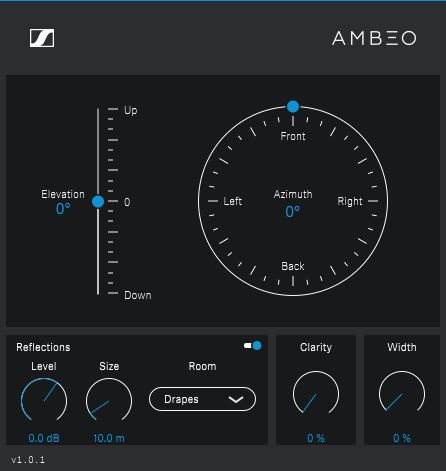 AMBEO
Up
Elevation
0°
0
Down
Front
Left
Azimuth
0°
Right
Back
Reflections
Level
Size
Room
Drapes
0.0 dB
10.0 m
Clarity
0 %
Width
0 %
v1.0.1